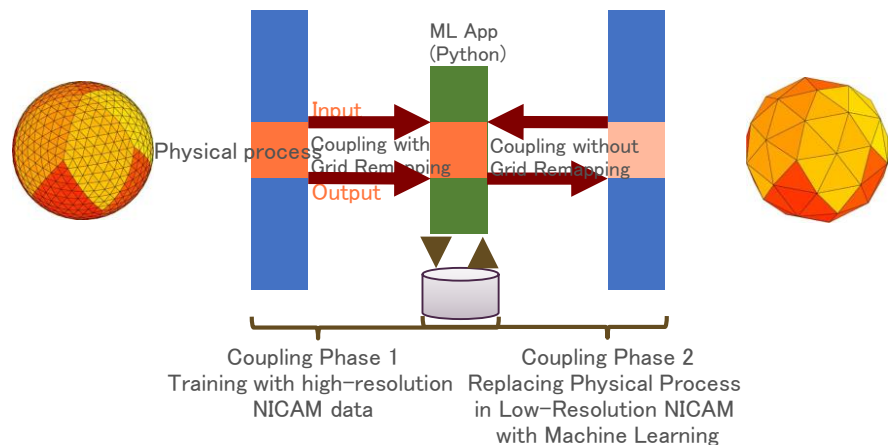 ML App
(Python)
Input
Physical process
Coupling with
Grid Remapping
Coupling without
Grid Remapping
Output
Coupling Phase 1
Training with high-resolution
NICAM data
Coupling Phase 2
Replacing Physical Process
in Low-Resolution NICAM
with Machine Learning